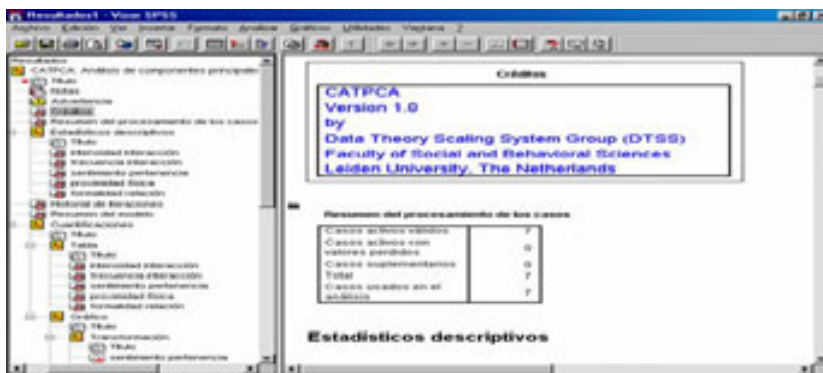 Resultados1 - Visor SPSS
Archivo Edición Ver Insertar Formato Analizar Gráficos Utilidades Ventana ?
Resultados
CATPCA. Análisis de componentes principales
Título
Notas
Advertencia
Créditos
Resumen del procesamiento de los casos
Estadísticos descriptivos
Título
intensidad interacción
frecuencia interacción
sentimiento pertenencia
proximidad física
formalidad relación
Historial de iteraciones
Resumen del modelo
Cuantificaciones
Título
Tabla
Título
intensidad interacción
frecuencia interacción
sentimiento pertenencia
proximidad física
formalidad relación
Gráfico
Título
Transformación
Título
sentimiento pertenencia
Créditos
CATPCA
Version 1.0
by
Data Theory Scaling System Group (DTSS)
Faculty of Social and Behavioral Sciences
Leiden University, The Netherlands
Resumen del procesamiento de los casos
Casos activos válidos 7
Casos activos con
valores perdidos 0
Casos suplementarios 0
Total 7
Casos usados en el
análisis 7
Estadísticos descriptivos